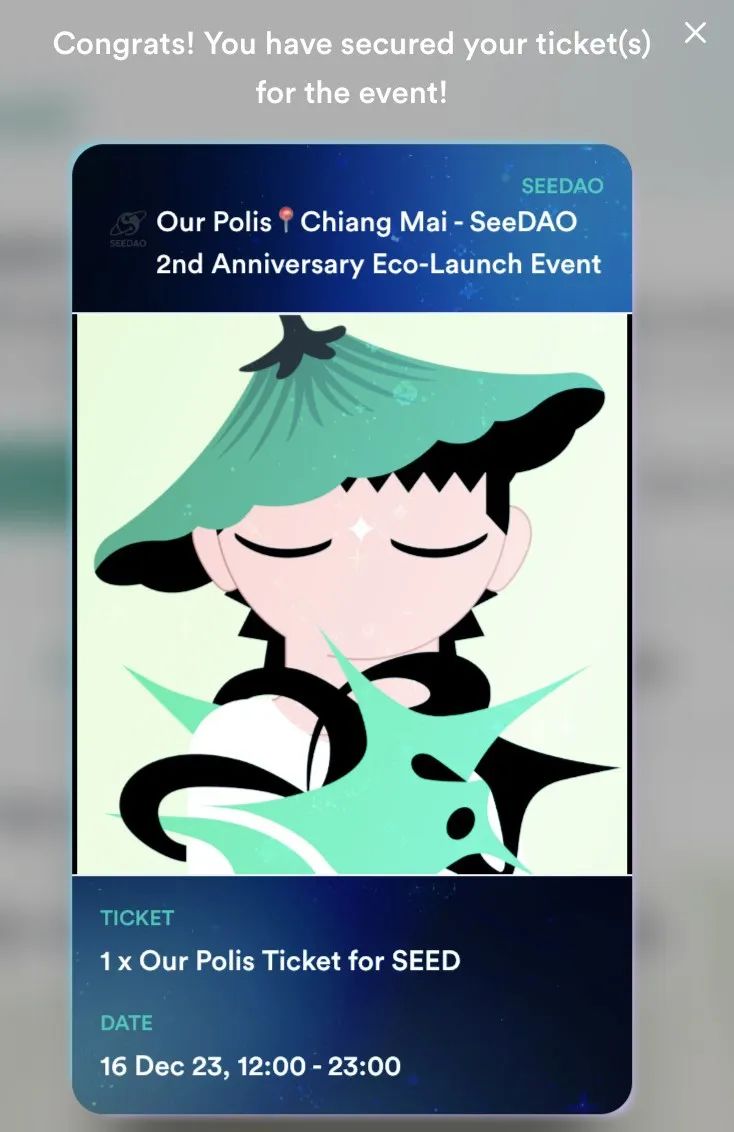 Congrats! You have secured your ticket(s)
for the event!
SEEDAO
Our Polis📍Chiang Mai - SeeDAO
SEEDAO
2nd Anniversary Eco-Launch Event
TICKET
1 x Our Polis Ticket for SEED
DATE
16 Dec 23, 12:00 - 23:00